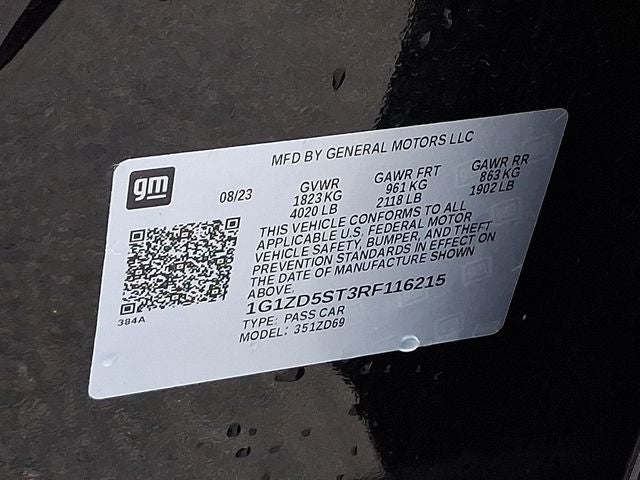 MFD BY GENERAL MOTORS LLC
gm
08/23 GVWR GAWR FRT GAWR RR
1823 KG 961 KG 863 KG
4020 LB 2118 LB 1902 LB
THIS VEHICLE CONFORMS TO ALL
APPLICABLE U.S. FEDERAL MOTOR
VEHICLE SAFETY, BUMPER, AND THEFT
PREVENTION STANDARDS IN EFFECT ON
THE DATE OF MANUFACTURE SHOWN
ABOVE.
1G1ZD5ST3RF116215
384A
TYPE: PASS CAR
MODEL: 351ZD69